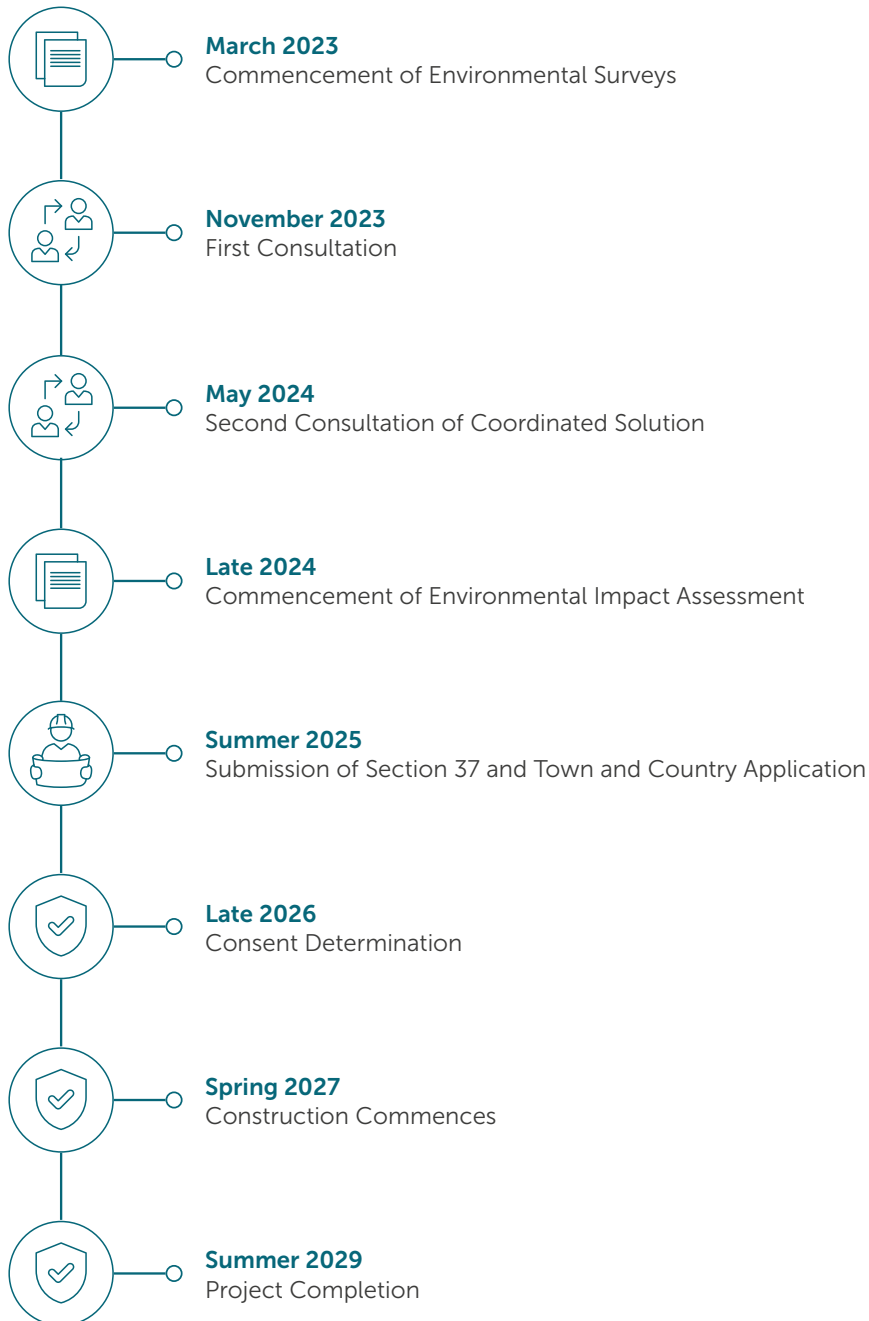 March 2023
Commencement of Environmental Surveys
November 2023
First Consultation
May 2024
Second Consultation of Coordinated Solution
Late 2024
Commencement of Environmental Impact Assessment
Summer 2025
Submission of Section 37 and Town and Country Application
Late 2026
Consent Determination
Spring 2027
Construction Commences
Summer 2029
Project Completion